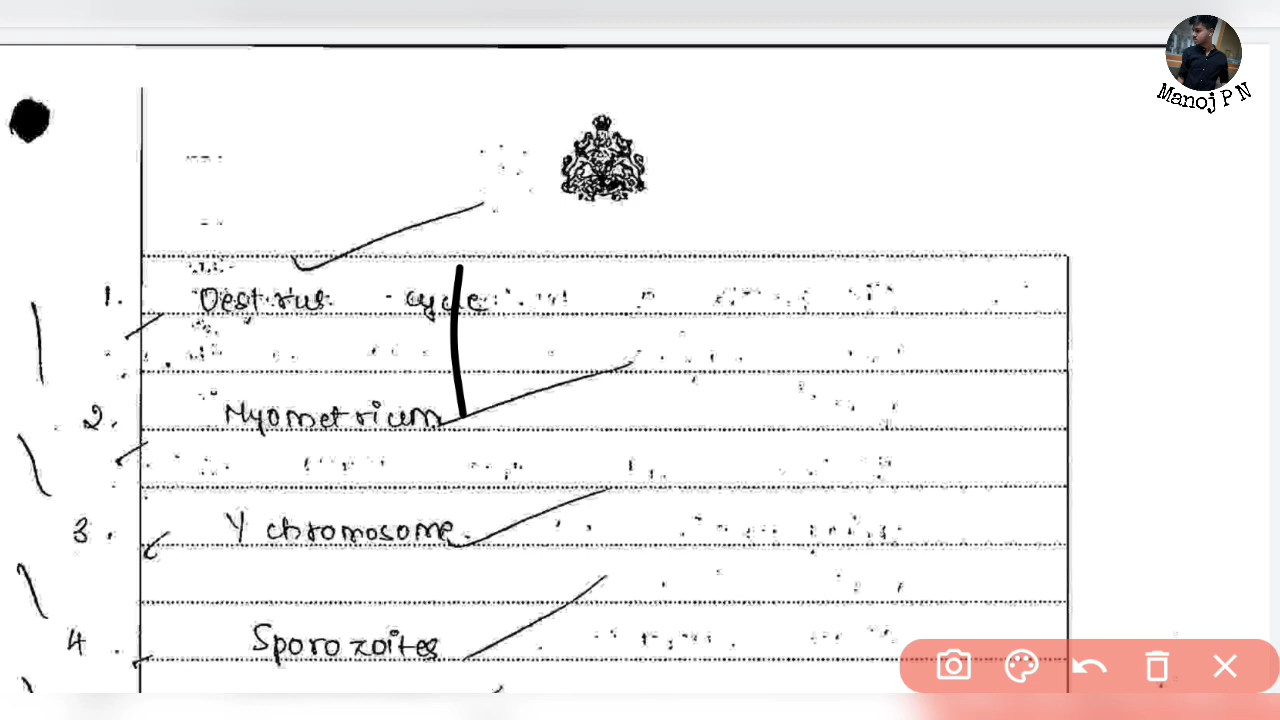 Manoj P N
1. Oestrus cycle
2. Myometrium
3. Y chromosome.
4. Sporozoites